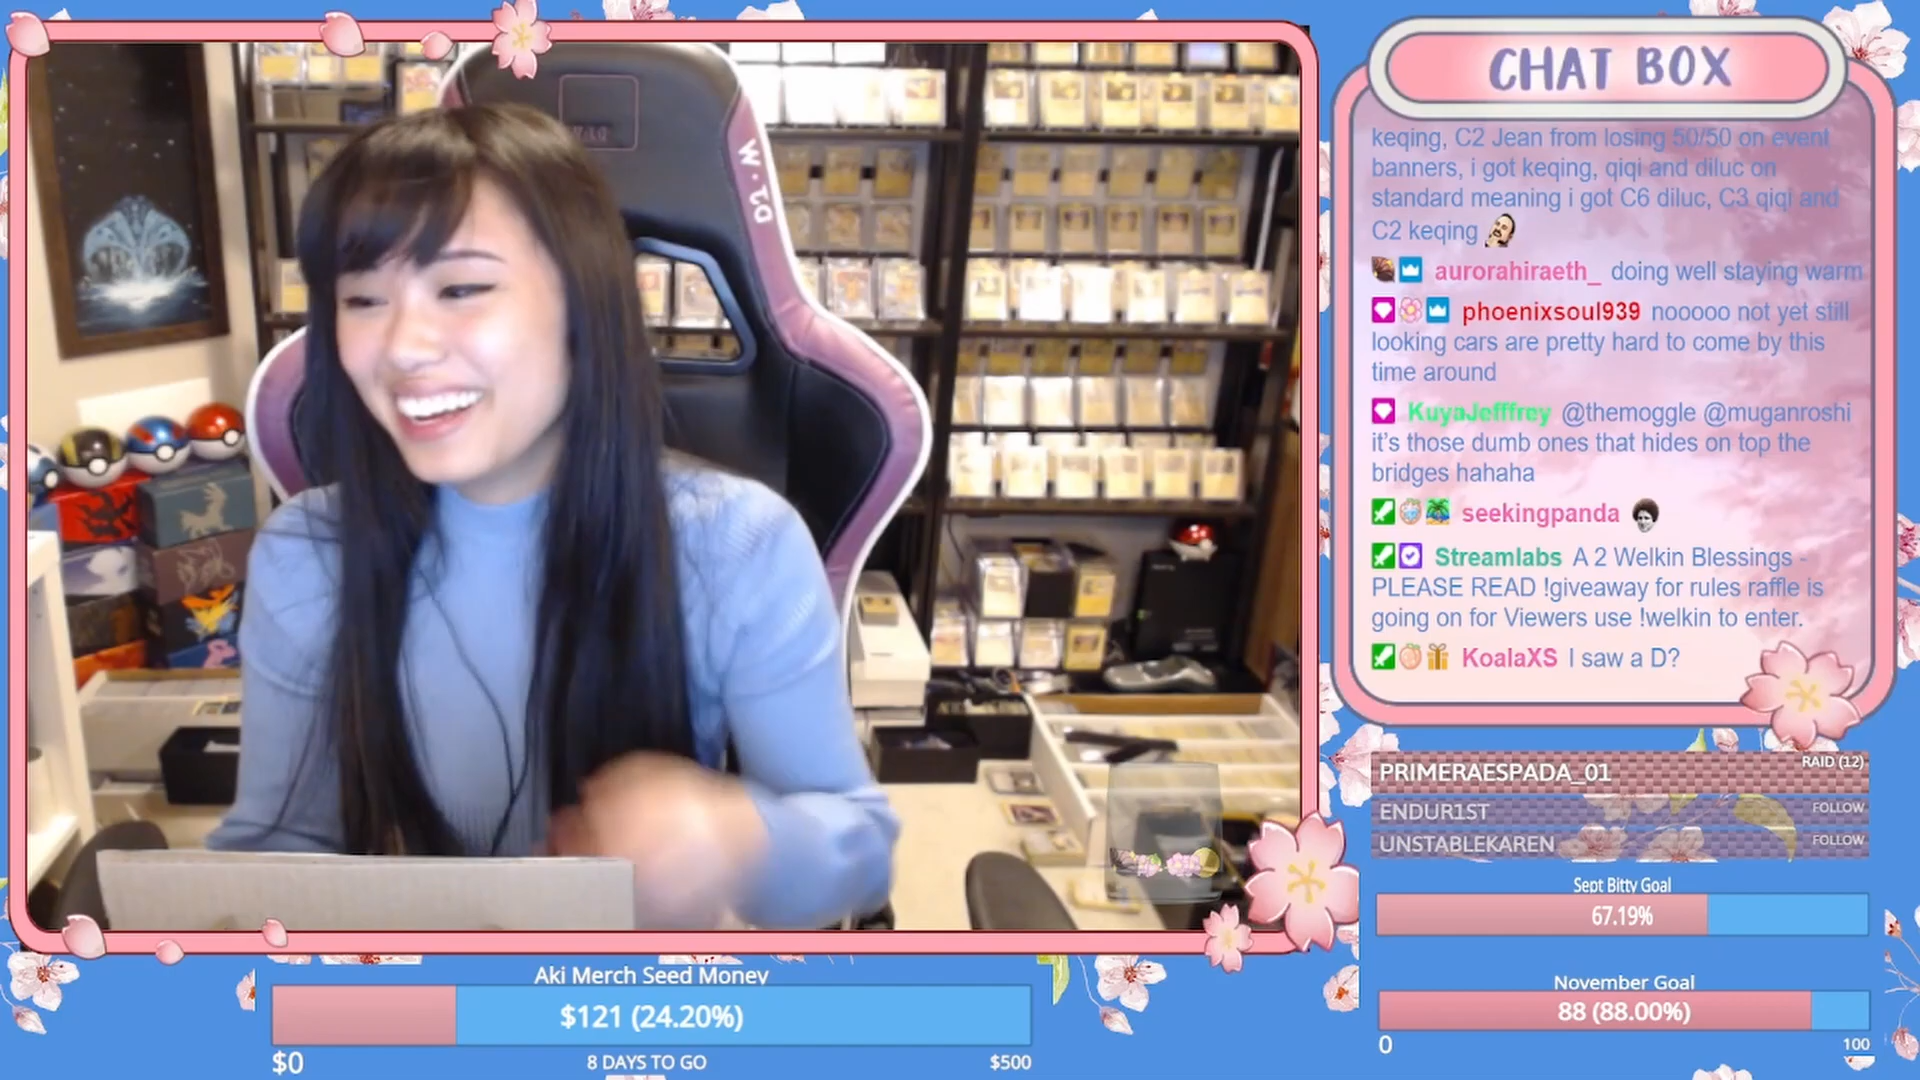 CHAT BOX
keqing, C2 Jean from losing 50/50 on event
banners, i got keqing, qiqi and diluc on
standard meaning i got C6 diluc, C3 qiqi and
C2 keqing
aurorahiraeth_ doing well staying warm
phoenixsoul939 nooooo not yet still
looking cars are pretty hard to come by this
time around
KuyaJefffrey @themoggle @muganroshi
it's those dumb ones that hides on top the
bridges hahaha
seekingpanda
Streamlabs A 2 Welkin Blessings -
PLEASE READ !giveaway for rules raffle is
going on for Viewers use !welkin to enter.
KoalaXS I saw a D?
PRIMERAESPADA_01 RAID (12)
ENDUR1ST FOLLOW
UNSTABLEKAREN FOLLOW
Sept Bitty Goal
67.19%
November Goal
88 (88.00%)
0 100
Aki Merch Seed Money
$121 (24.20%)
$0 8 DAYS TO GO $500